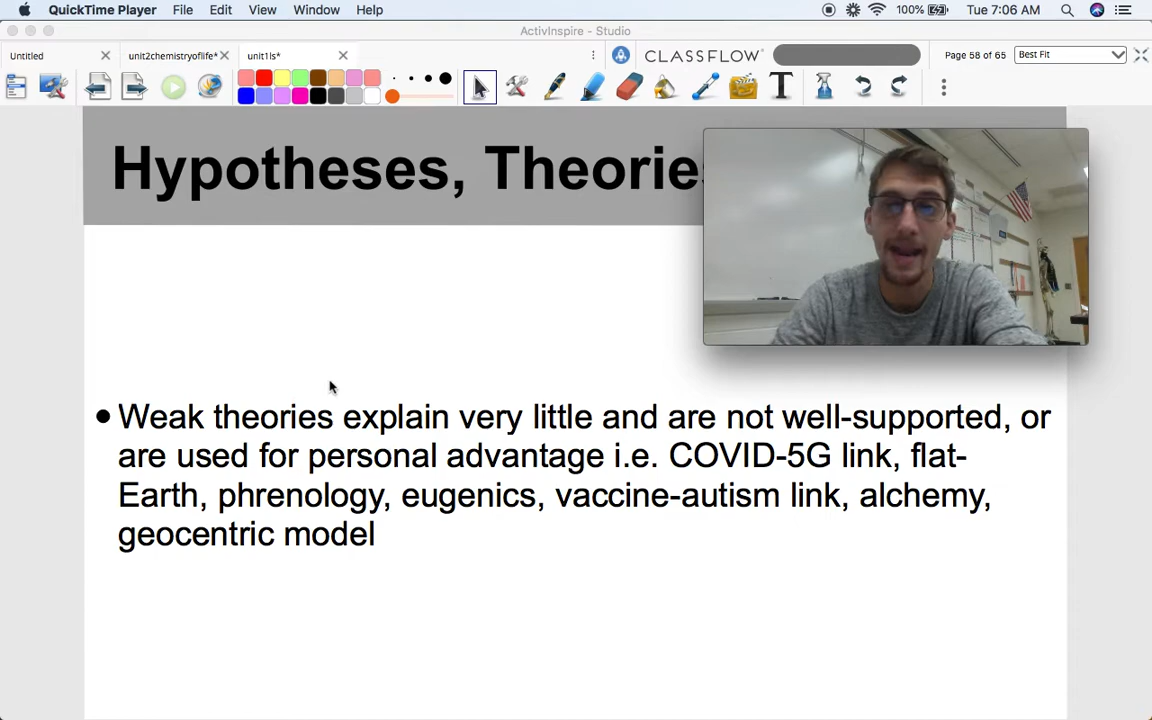 QuickTime Player File Edit View Window Help 100% Tue 7:06 AM
ActivInspire - Studio
Untitled unit2chemistryoflife* unit1ls* CLASSFLOW Page 58 of 65 Best Fit
Hypotheses, Theories
• Weak theories explain very little and are not well-supported, or
are used for personal advantage i.e. COVID-5G link, flat-
Earth, phrenology, eugenics, vaccine-autism link, alchemy,
geocentric model